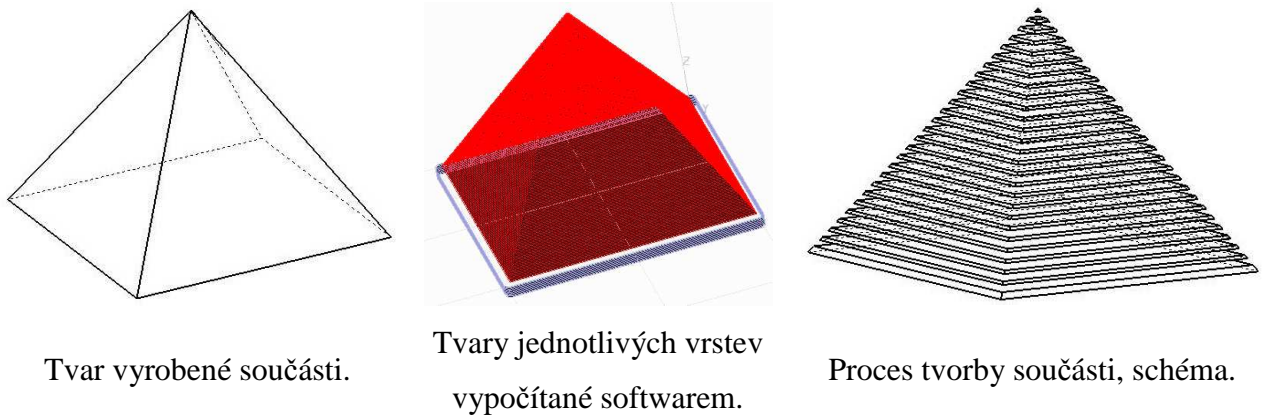 Z
Y
Tvar vyrobené součásti.
Tvary jednotlivých vrstev
vypočítané softwarem.
Proces tvorby součásti, schéma.